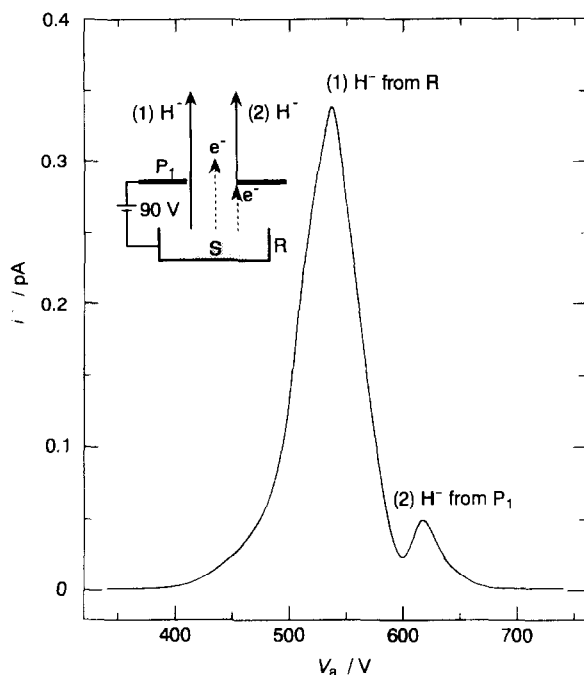 0.4
(1) H⁻ from R
(1) H⁻
(2) H⁻
e⁻
P₁
0.3
e⁻
90 V
S
R
i⁻ / pA
0.2
0.1
(2) H⁻ from P₁
0
400
500
600
700
Vₐ / V